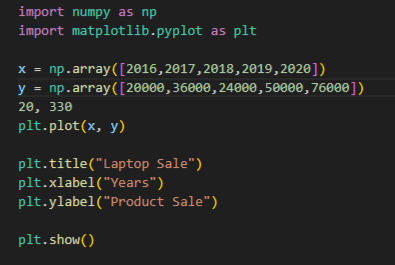 import numpy as np
import matplotlib.pyplot as plt
x = np.array([2016,2017,2018,2019,2020])
y = np.array([20000,36000,24000,50000,76000])
20, 330
plt.plot(x, y)
plt.title("Laptop Sale")
plt.xlabel("Years")
plt.ylabel("Product Sale")
plt.show()